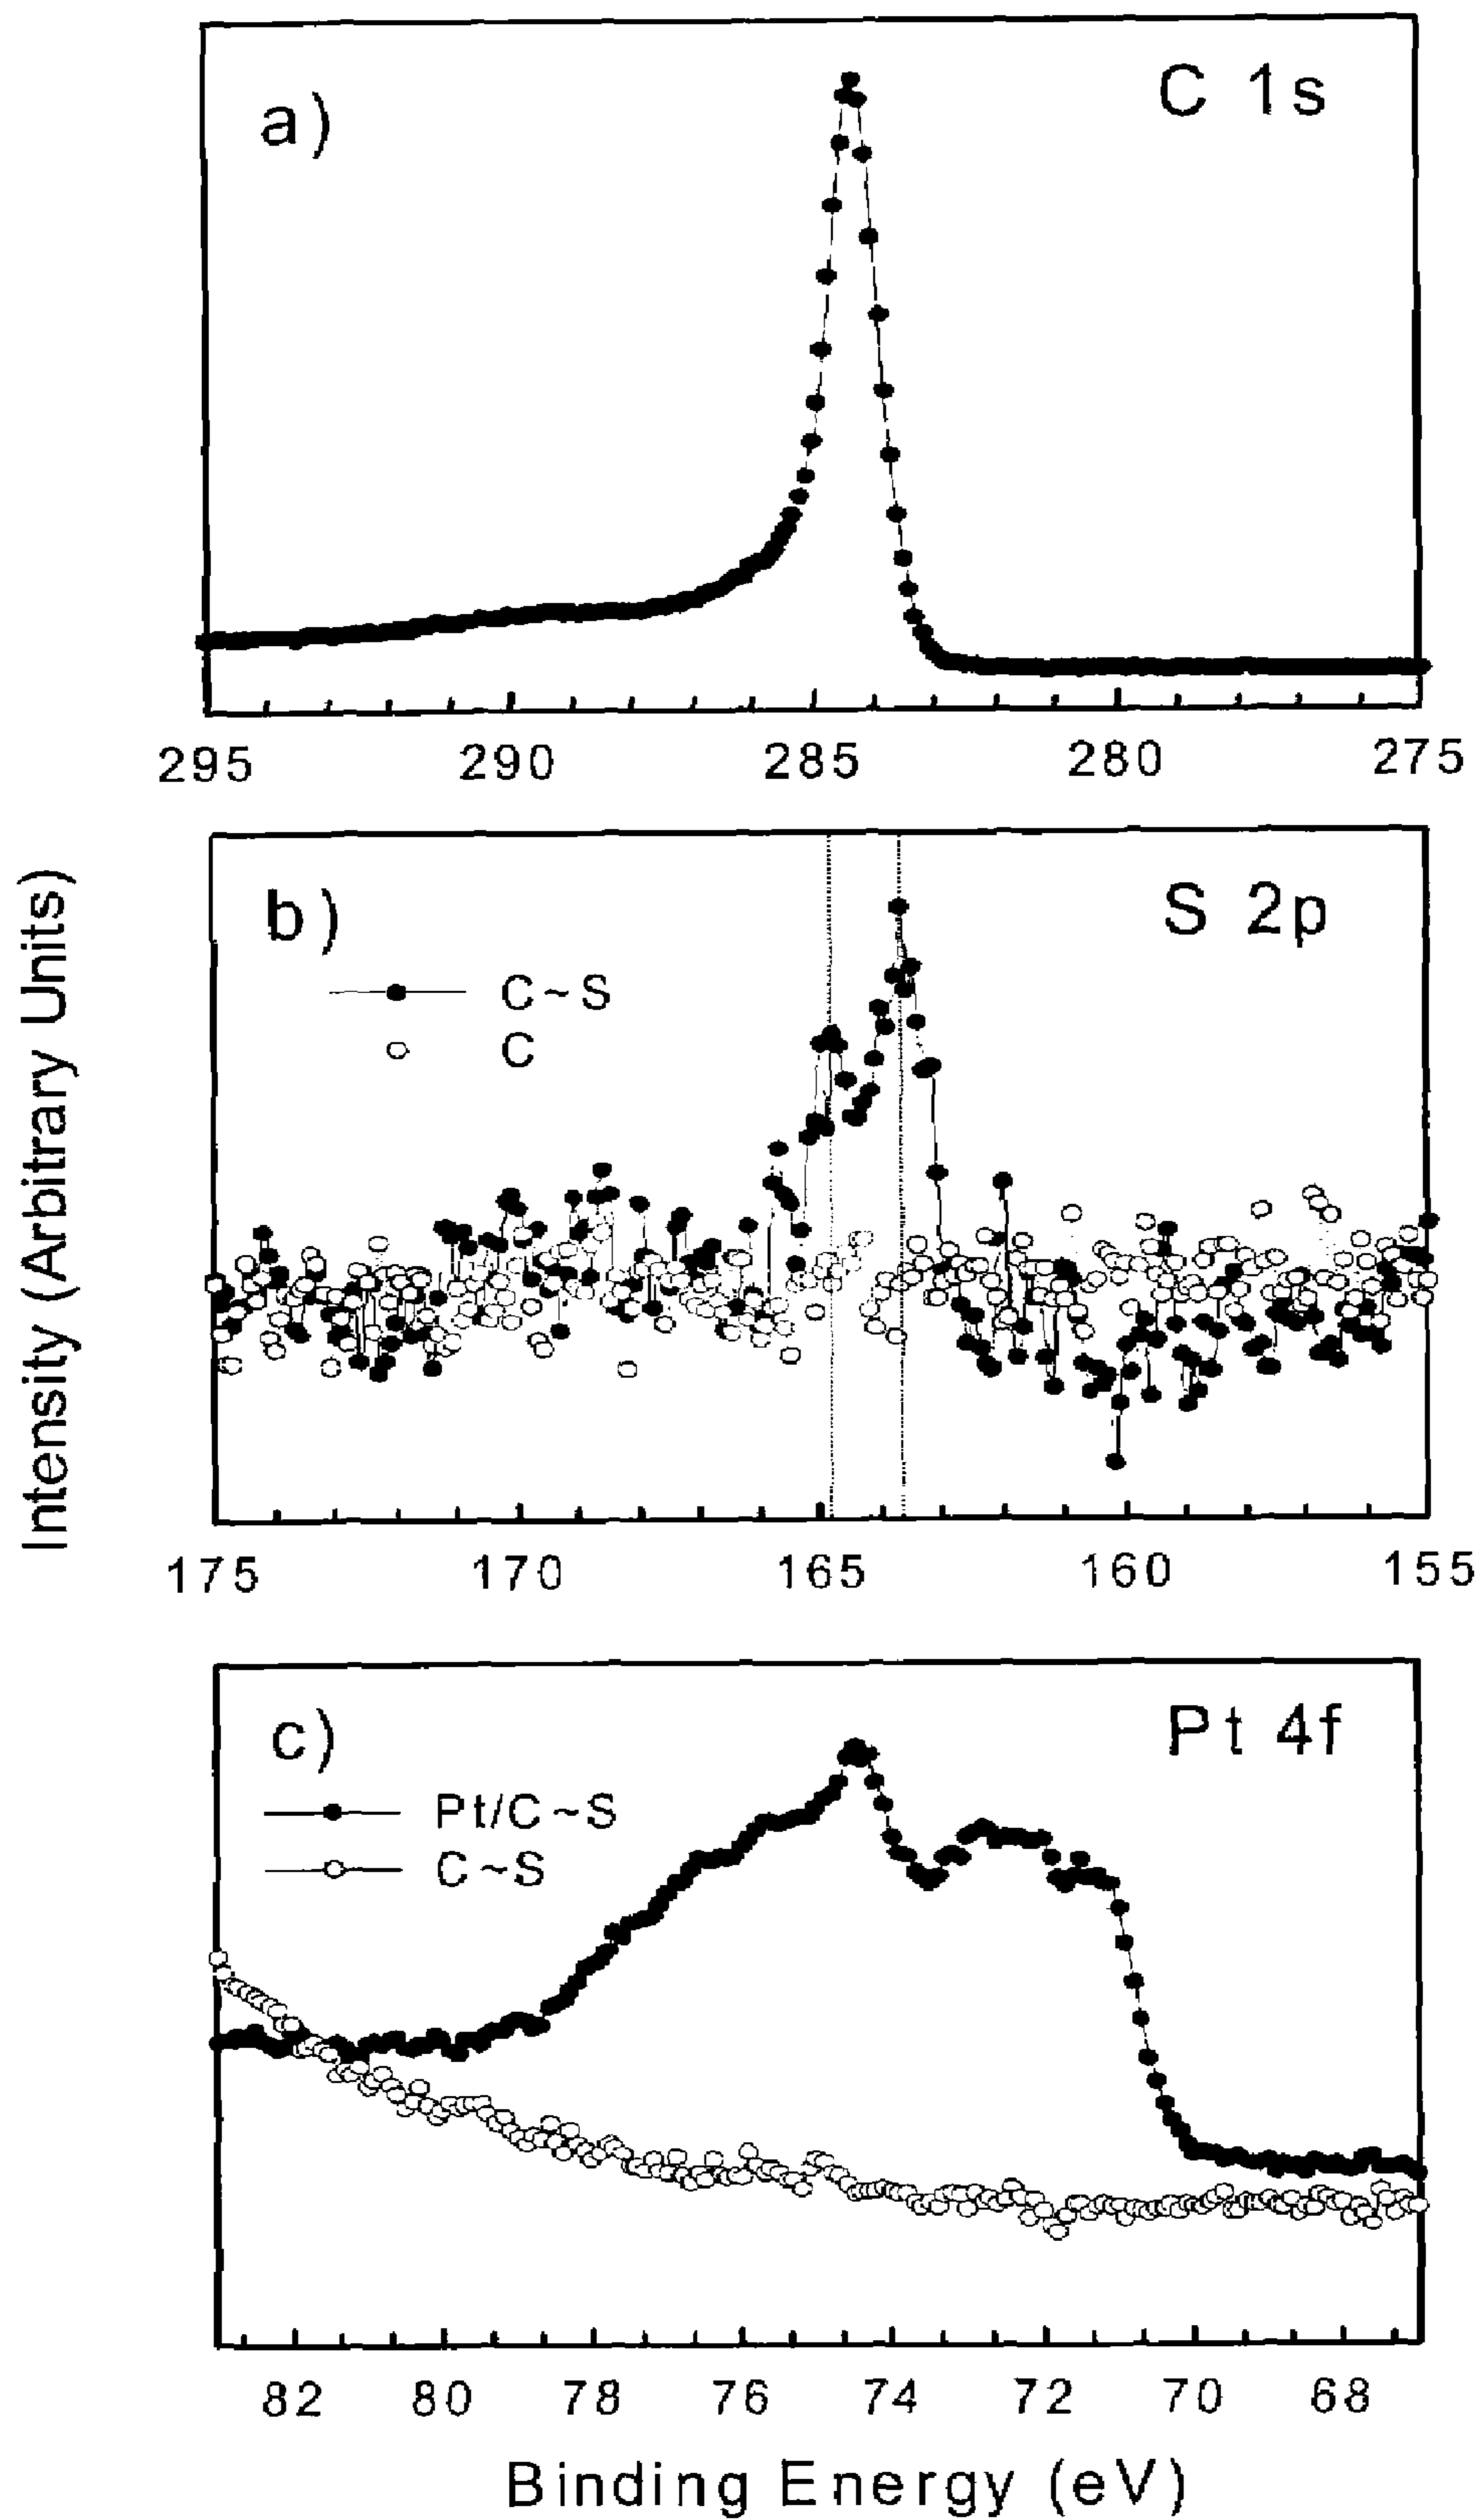 a)
C 1s
295 290 285 280 275
b)
S 2p
C~S
C
175 170 165 160 155
c)
Pt 4f
Pt/C~S
C~S
82 80 78 76 74 72 70 68
Binding Energy (eV)
Intensity (Arbitrary Units)